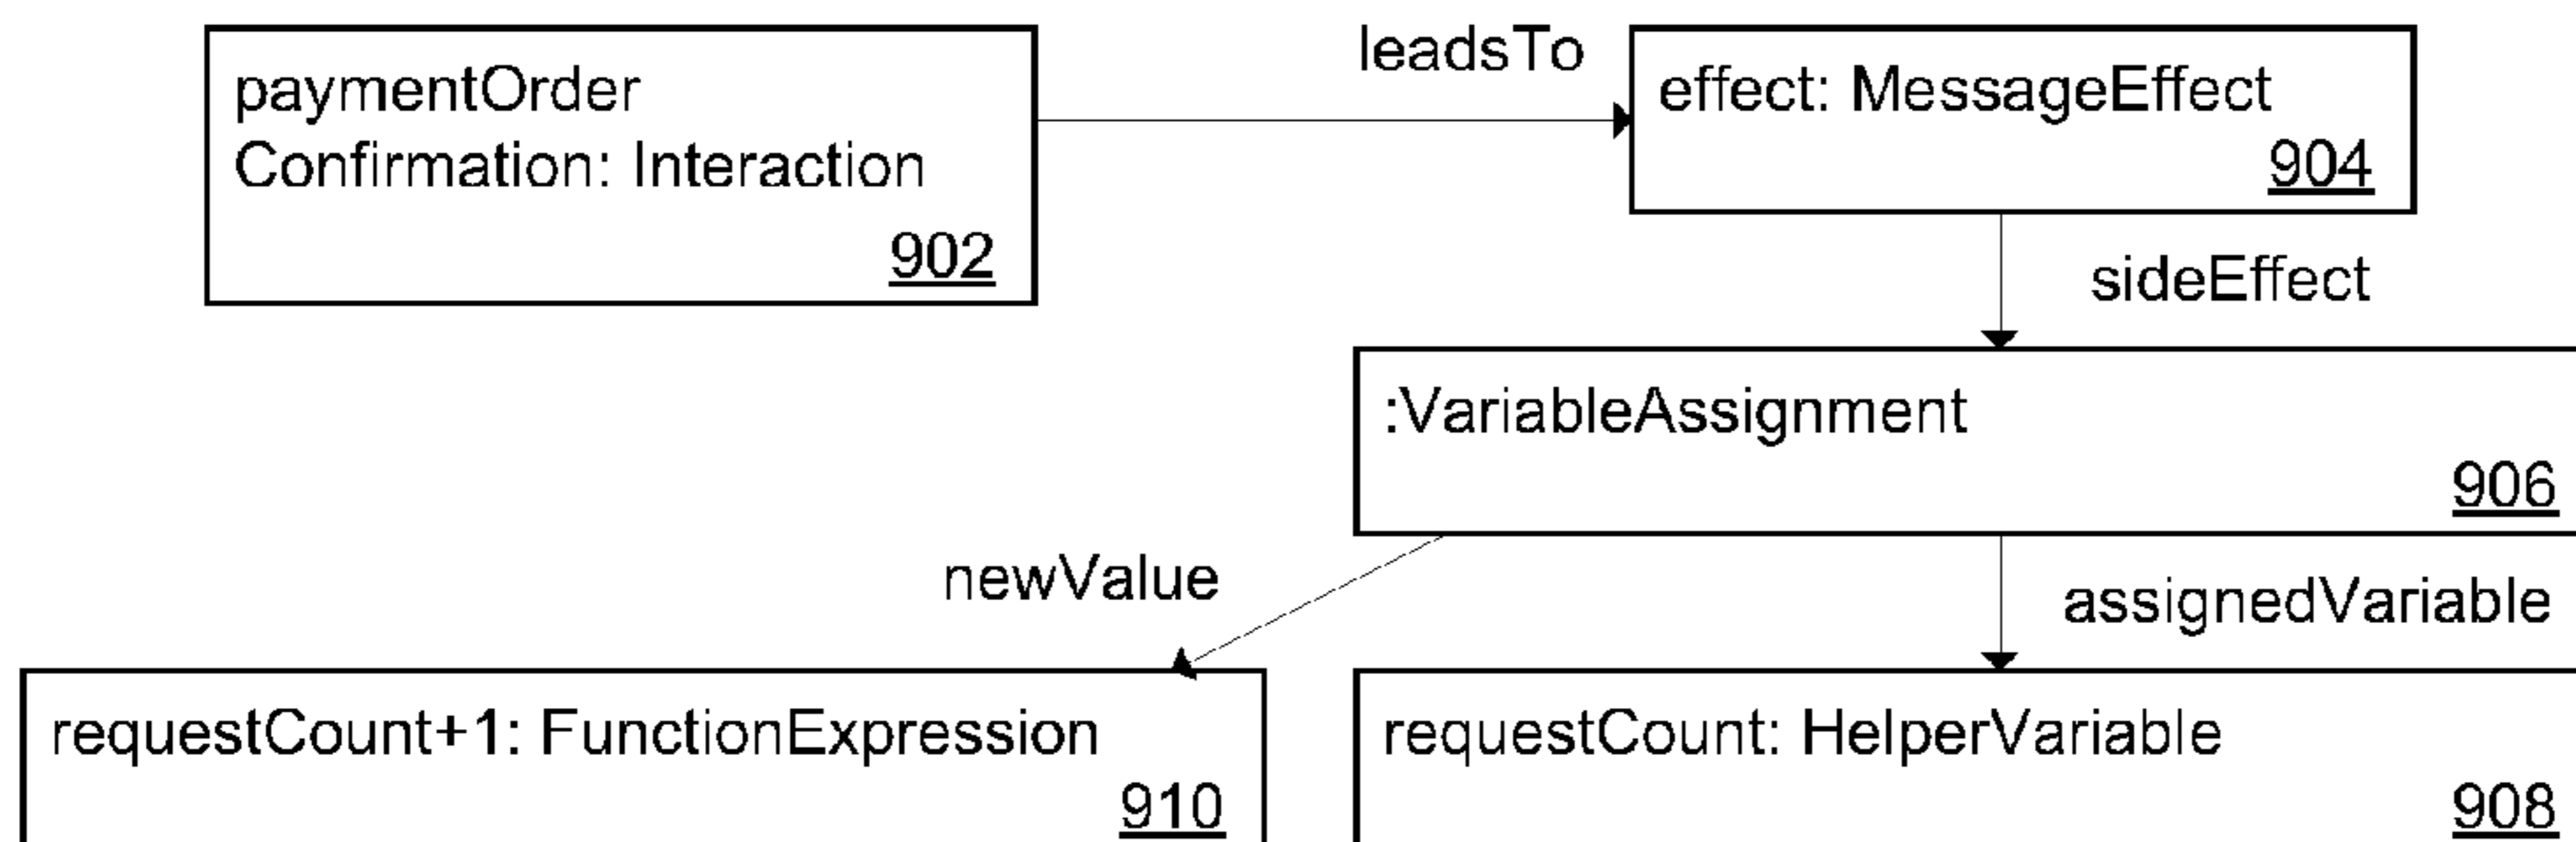 paymentOrder
Confirmation: Interaction
902
leadsTo
effect: MessageEffect
904
sideEffect
:VariableAssignment
906
newValue
assignedVariable
requestCount+1: FunctionExpression
910
requestCount: HelperVariable
908